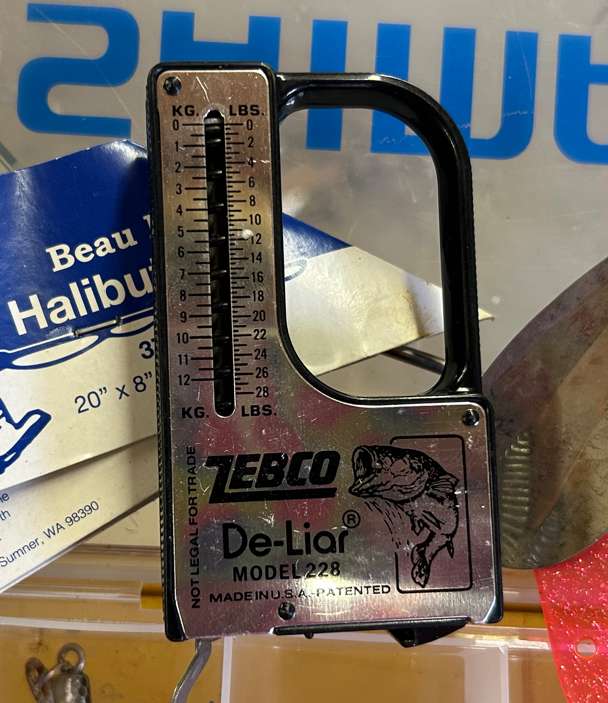 SHIMA
KG. LBS.
0 0
1 2
2 4
3 6
4 8
5 10
6 12
7 14
8 16
9 18
10 20
11 22
12 24
26
28
KG. LBS.
NOT LEGAL FOR TRADE
ZEBCO
De-Liar®
MODEL 228
MADE IN U.S.A.-PATENTED
Beau
Halibu
20" x 8"
Sumner, WA 98390